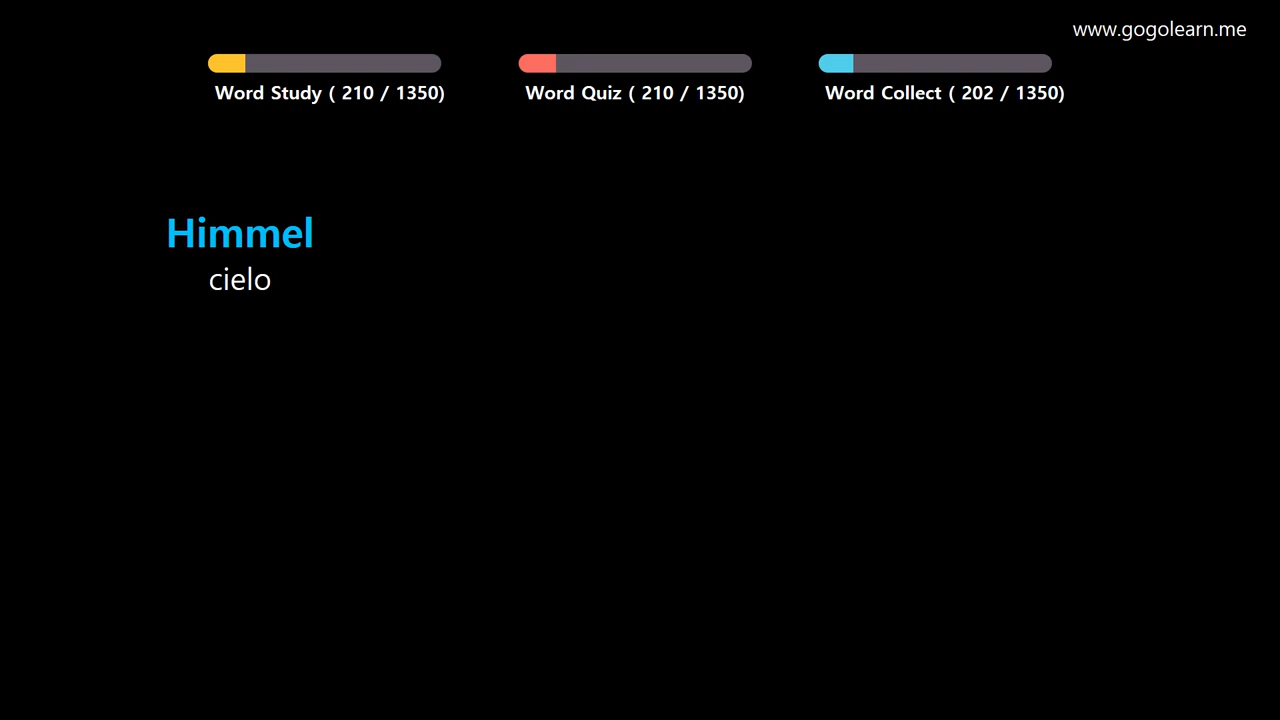 www.gogolearn.me
Word Study ( 210 / 1350)
Word Quiz ( 210 / 1350)
Word Collect ( 202 / 1350)
Himmel
cielo